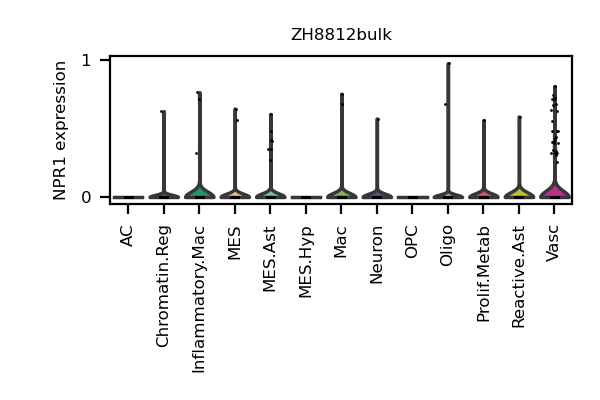 ZH8812bulk
NPR1 expression
1
0
AC
Chromatin.Reg
Inflammatory.Mac
MES
MES.Ast
MES.Hyp
Mac
Neuron
OPC
Oligo
Prolif.Metab
Reactive.Ast
Vasc